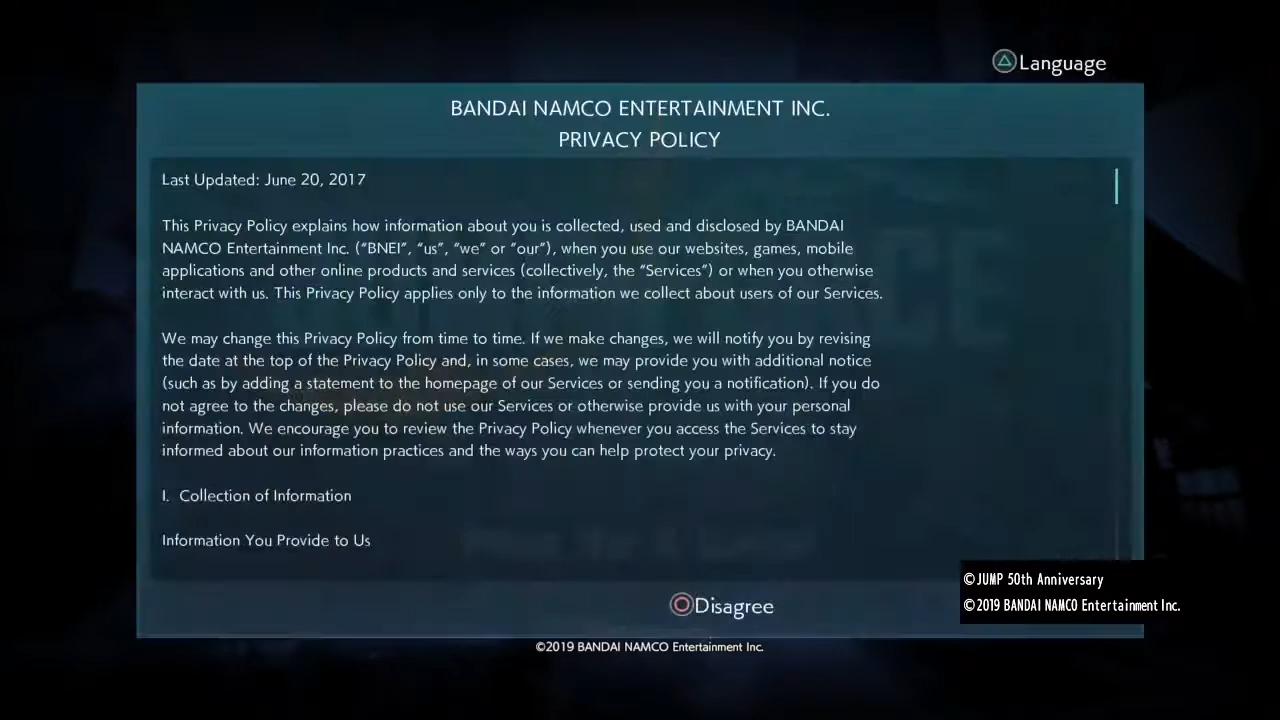 Language
BANDAI NAMCO ENTERTAINMENT INC.
PRIVACY POLICY
Last Updated: June 20, 2017
This Privacy Policy explains how information about you is collected, used and disclosed by BANDAI
NAMCO Entertainment Inc. (“BNEI”, “us”, “we” or “our”), when you use our websites, games, mobile
applications and other online products and services (collectively, the “Services”) or when you otherwise
interact with us. This Privacy Policy applies only to the information we collect about users of our Services.
We may change this Privacy Policy from time to time. If we make changes, we will notify you by revising
the date at the top of the Privacy Policy and, in some cases, we may provide you with additional notice
(such as by adding a statement to the homepage of our Services or sending you a notification). If you do
not agree to the changes, please do not use our Services or otherwise provide us with your personal
information. We encourage you to review the Privacy Policy whenever you access the Services to stay
informed about our information practices and the ways you can help protect your privacy.
I. Collection of Information
Information You Provide to Us
©JUMP 50th Anniversary
©2019 BANDAI NAMCO Entertainment Inc.
Disagree
©2019 BANDAI NAMCO Entertainment Inc.